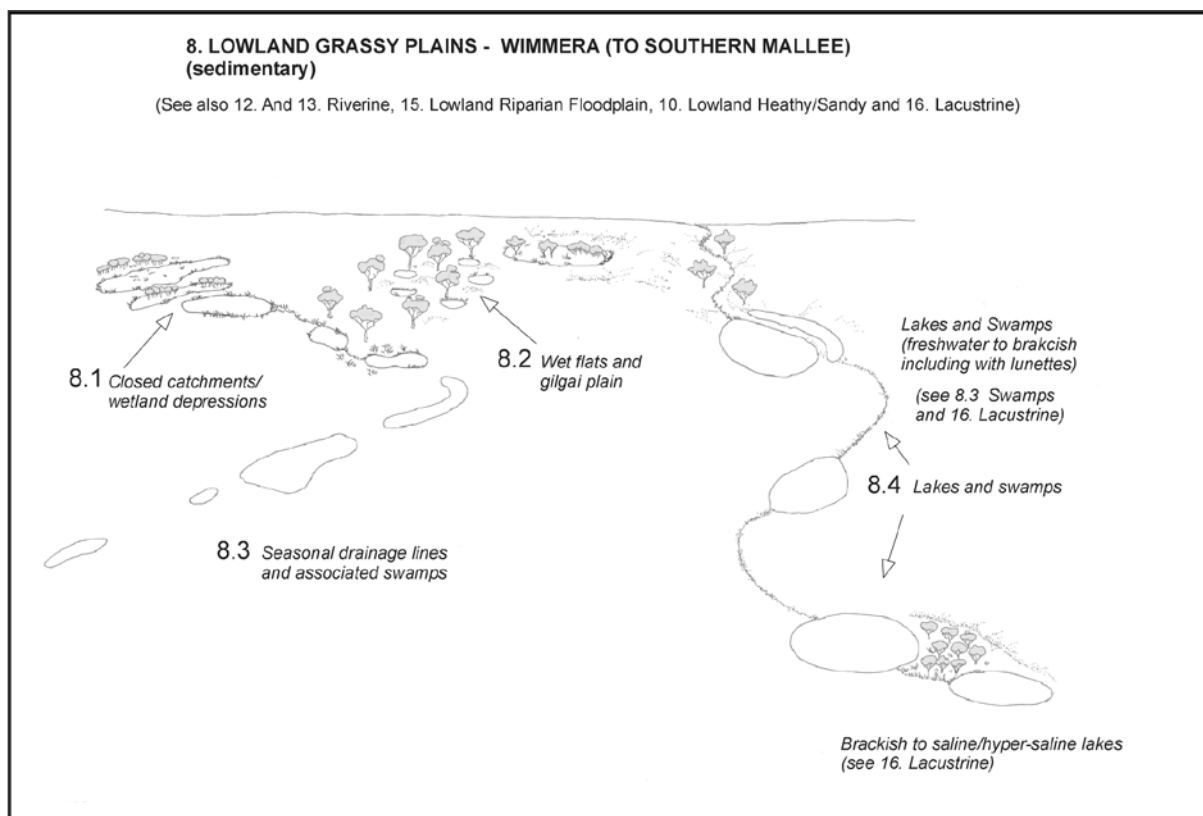 8. LOWLAND GRASSY PLAINS - WIMMERA (TO SOUTHERN MALLEE)
(sedimentary)
(See also 12. And 13. Riverine, 15. Lowland Riparian Floodplain, 10. Lowland Heathy/Sandy and 16. Lacustrine)
8.1 Closed catchments/
wetland depressions
8.2 Wet flats and
gilgai plain
Lakes and Swamps
(freshwater to brakcish
including with lunettes)
(see 8.3 Swamps
and 16. Lacustrine)
8.4 Lakes and swamps
8.3 Seasonal drainage lines
and associated swamps
Brackish to saline/hyper-saline lakes
(see 16. Lacustrine)